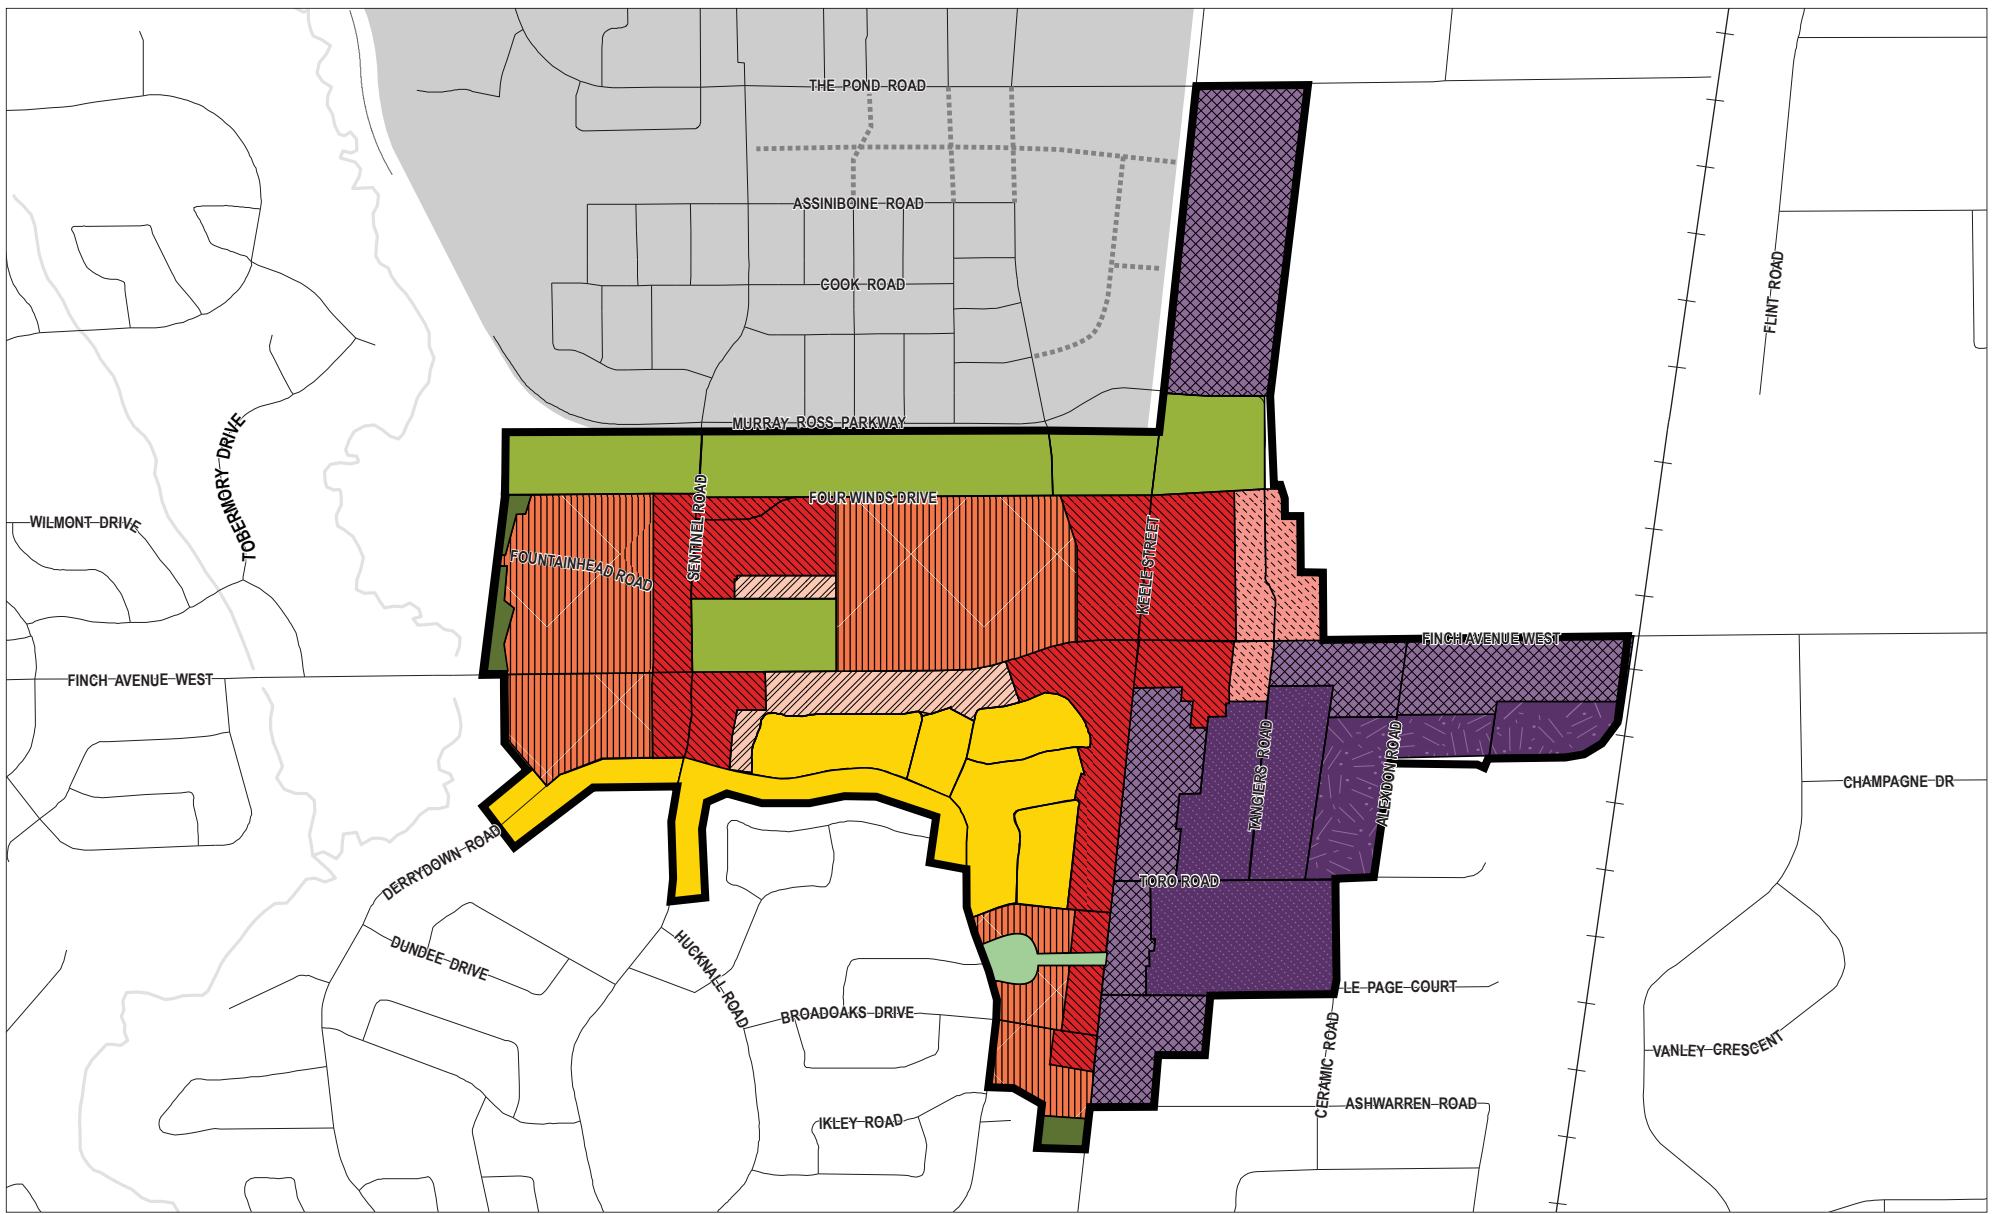 THE POND ROAD
ASSINIBOINE ROAD
COOK ROAD
FLINT ROAD
MURRAY ROSS PARKWAY
TOBERMORY DRIVE
SENTINEL ROAD
FOUR WINDS DRIVE
WILMONT DRIVE
FOUNTAINHEAD ROAD
KEELE STREET
FINCH AVENUE WEST
FINCH AVENUE WEST
TANGIERS ROAD
ALEXDON ROAD
CHAMPAGNE DR
DERRYDOWN ROAD
TORO ROAD
DUNDEE DRIVE
HUCKNALL ROAD
LE PAGE COURT
BROADOAKS DRIVE
CERAMIC ROAD
VANLEY CRESCENT
ASHWARREN ROAD
IKLEY ROAD